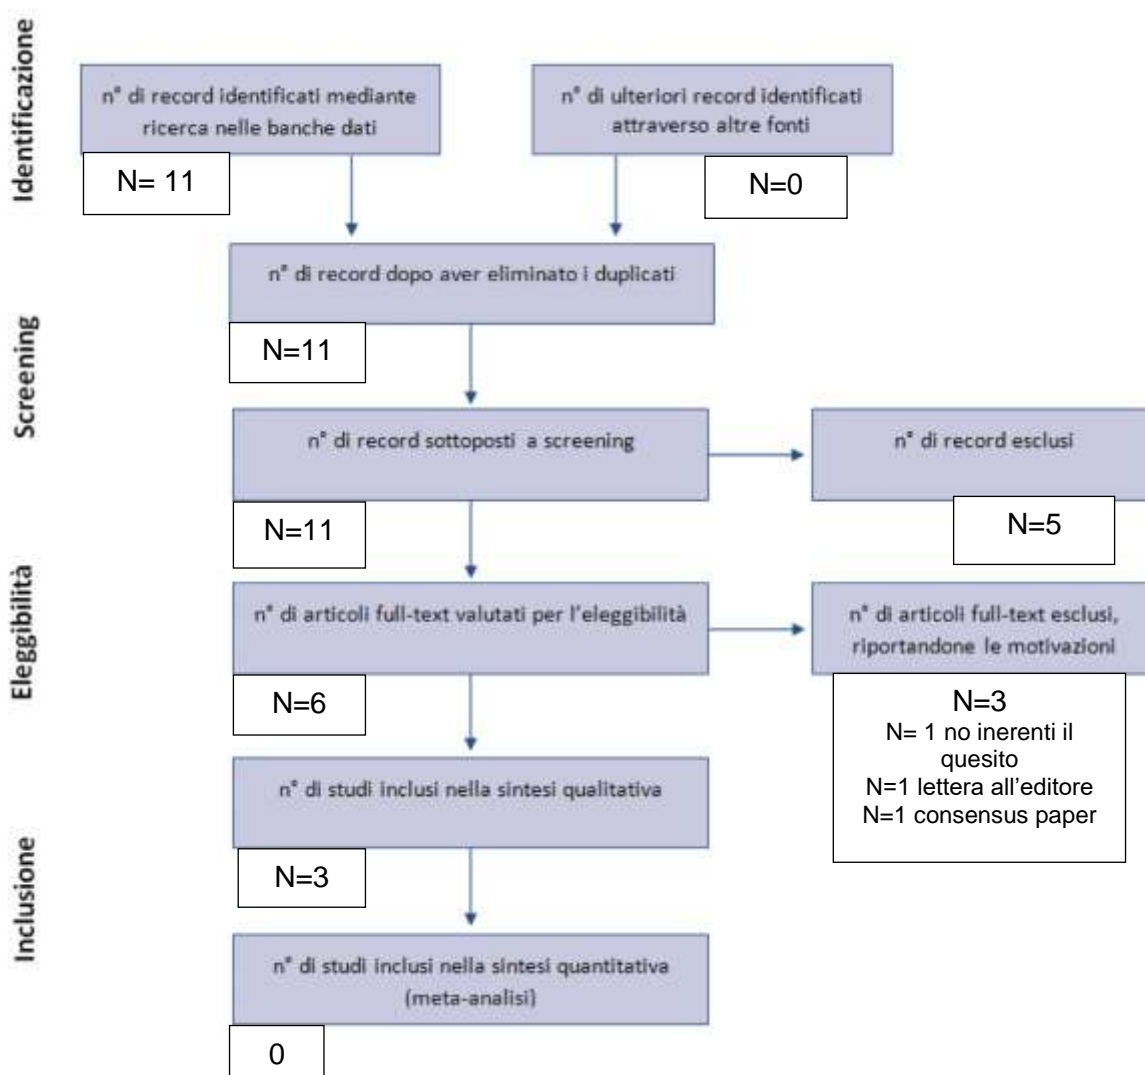 Identificazione
n° di record identificati mediante
ricerca nelle banche dati
N= 11
n° di ulteriori record identificati
attraverso altre fonti
N=0
n° di record dopo aver eliminato i duplicati
N=11
Screening
n° di record sottoposti a screening
N=11
n° di record esclusi
N=5
Eleggibilità
n° di articoli full-text valutati per l'eleggibilità
N=6
n° di articoli full-text esclusi,
riportandone le motivazioni
N=3
N= 1 no inerenti il
quesito
N=1 lettera all'editore
N=1 consensus paper
Inclusione
n° di studi inclusi nella sintesi qualitativa
N=3
n° di studi inclusi nella sintesi quantitativa
(meta-analisi)
0